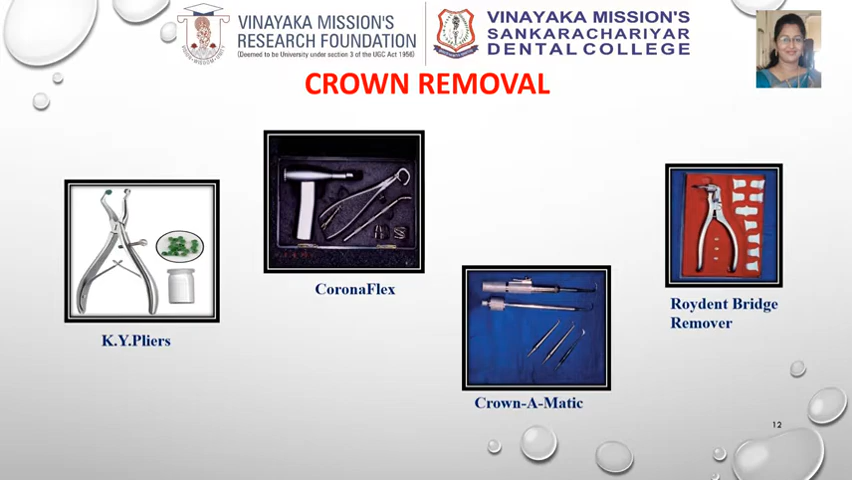 VINAYAKA MISSION'S
RESEARCH FOUNDATION
(Deemed to be University under section 3 of the UGC Act 1956)
VINAYAKA MISSION'S
SANKARACHARIYAR
DENTAL COLLEGE
CROWN REMOVAL
CoronaFlex
Roydent Bridge
Remover
K.Y.Pliers
Crown-A-Matic
12